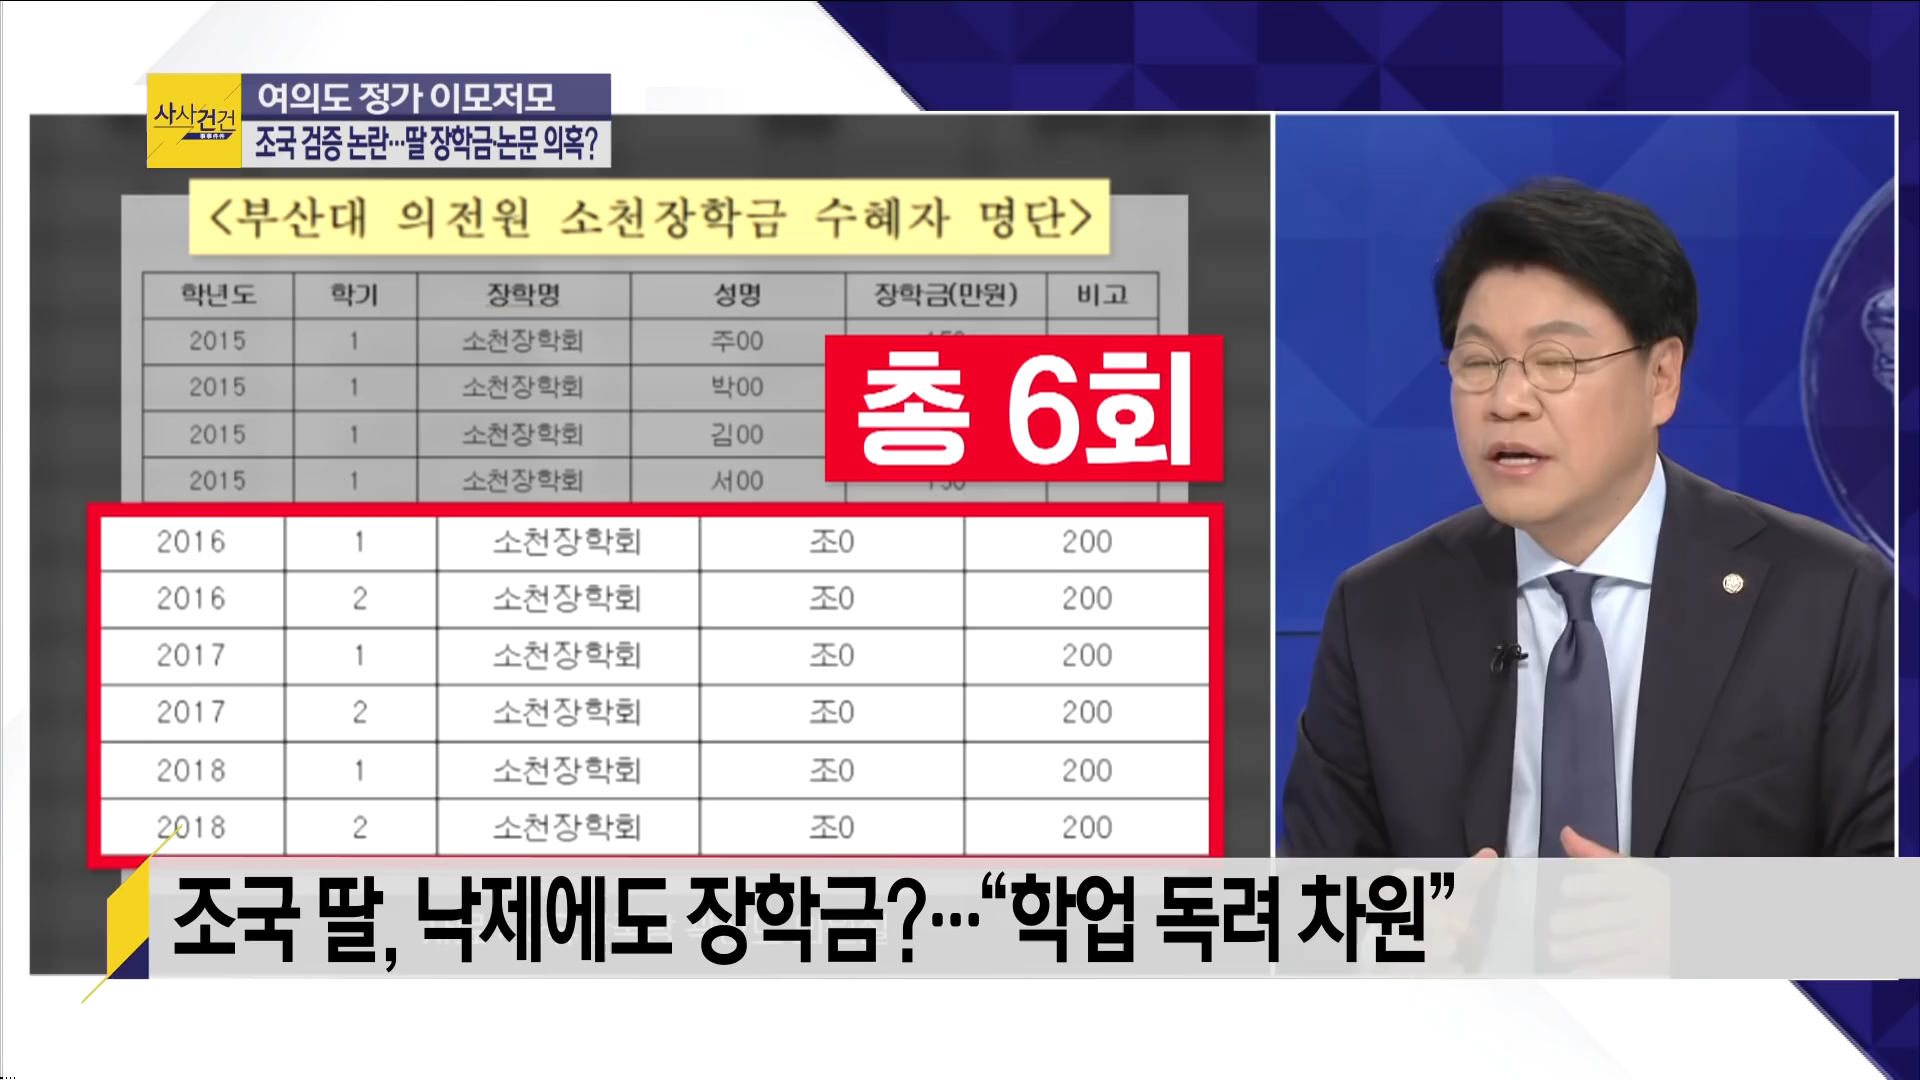 사사건건
事事件件
여의도 정가 이모저모
조국 검증 논란…딸 장학금·논문 의혹?
<부산대 의전원 소천장학금 수혜자 명단>
학년도 학기 장학명 성명 장학금(만원) 비고
2015 1 소천장학회 주00
2015 1 소천장학회 박00
2015 1 소천장학회 김00
2015 1 소천장학회 서00
총 6회
2016 1 소천장학회 조0 200
2016 2 소천장학회 조0 200
2017 1 소천장학회 조0 200
2017 2 소천장학회 조0 200
2018 1 소천장학회 조0 200
2018 2 소천장학회 조0 200
조국 딸, 낙제에도 장학금?…“학업 독려 차원”